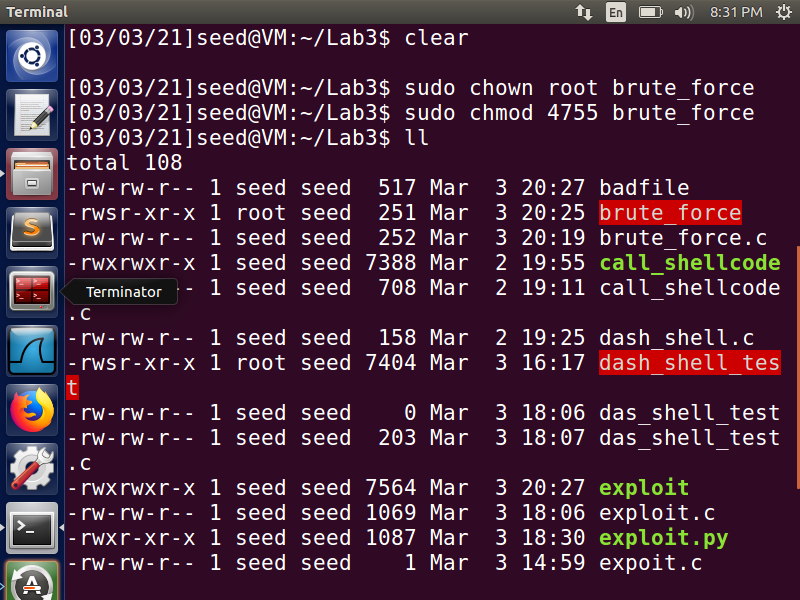 Terminal
En
8:31 PM
[03/03/21]seed@VM:~/Lab3$ clear
[03/03/21]seed@VM:~/Lab3$ sudo chown root brute_force
[03/03/21]seed@VM:~/Lab3$ sudo chmod 4755 brute_force
[03/03/21]seed@VM:~/Lab3$ ll
total 108
-rw-rw-r-- 1 seed seed  517 Mar  3 20:27 badfile
-rwsr-xr-x 1 root seed  251 Mar  3 20:25 brute_force
-rw-rw-r-- 1 seed seed  252 Mar  3 20:19 brute_force.c
-rwxrwxr-x 1 seed seed 7388 Mar  2 19:55 call_shellcode
Terminator
-- 1 seed seed  708 Mar  2 19:11 call_shellcode
.c
-rw-rw-r-- 1 seed seed  158 Mar  2 19:25 dash_shell.c
-rwsr-xr-x 1 root seed 7404 Mar  3 16:17 dash_shell_tes
t
-rw-rw-r-- 1 seed seed    0 Mar  3 18:06 das_shell_test
-rw-rw-r-- 1 seed seed  203 Mar  3 18:07 das_shell_test
.c
-rwxrwxr-x 1 seed seed 7564 Mar  3 20:27 exploit
-rw-rw-r-- 1 seed seed 1069 Mar  3 18:06 exploit.c
-rwxr-xr-x 1 seed seed 1087 Mar  3 18:30 exploit.py
-rw-rw-r-- 1 seed seed    1 Mar  3 14:59 expoit.c